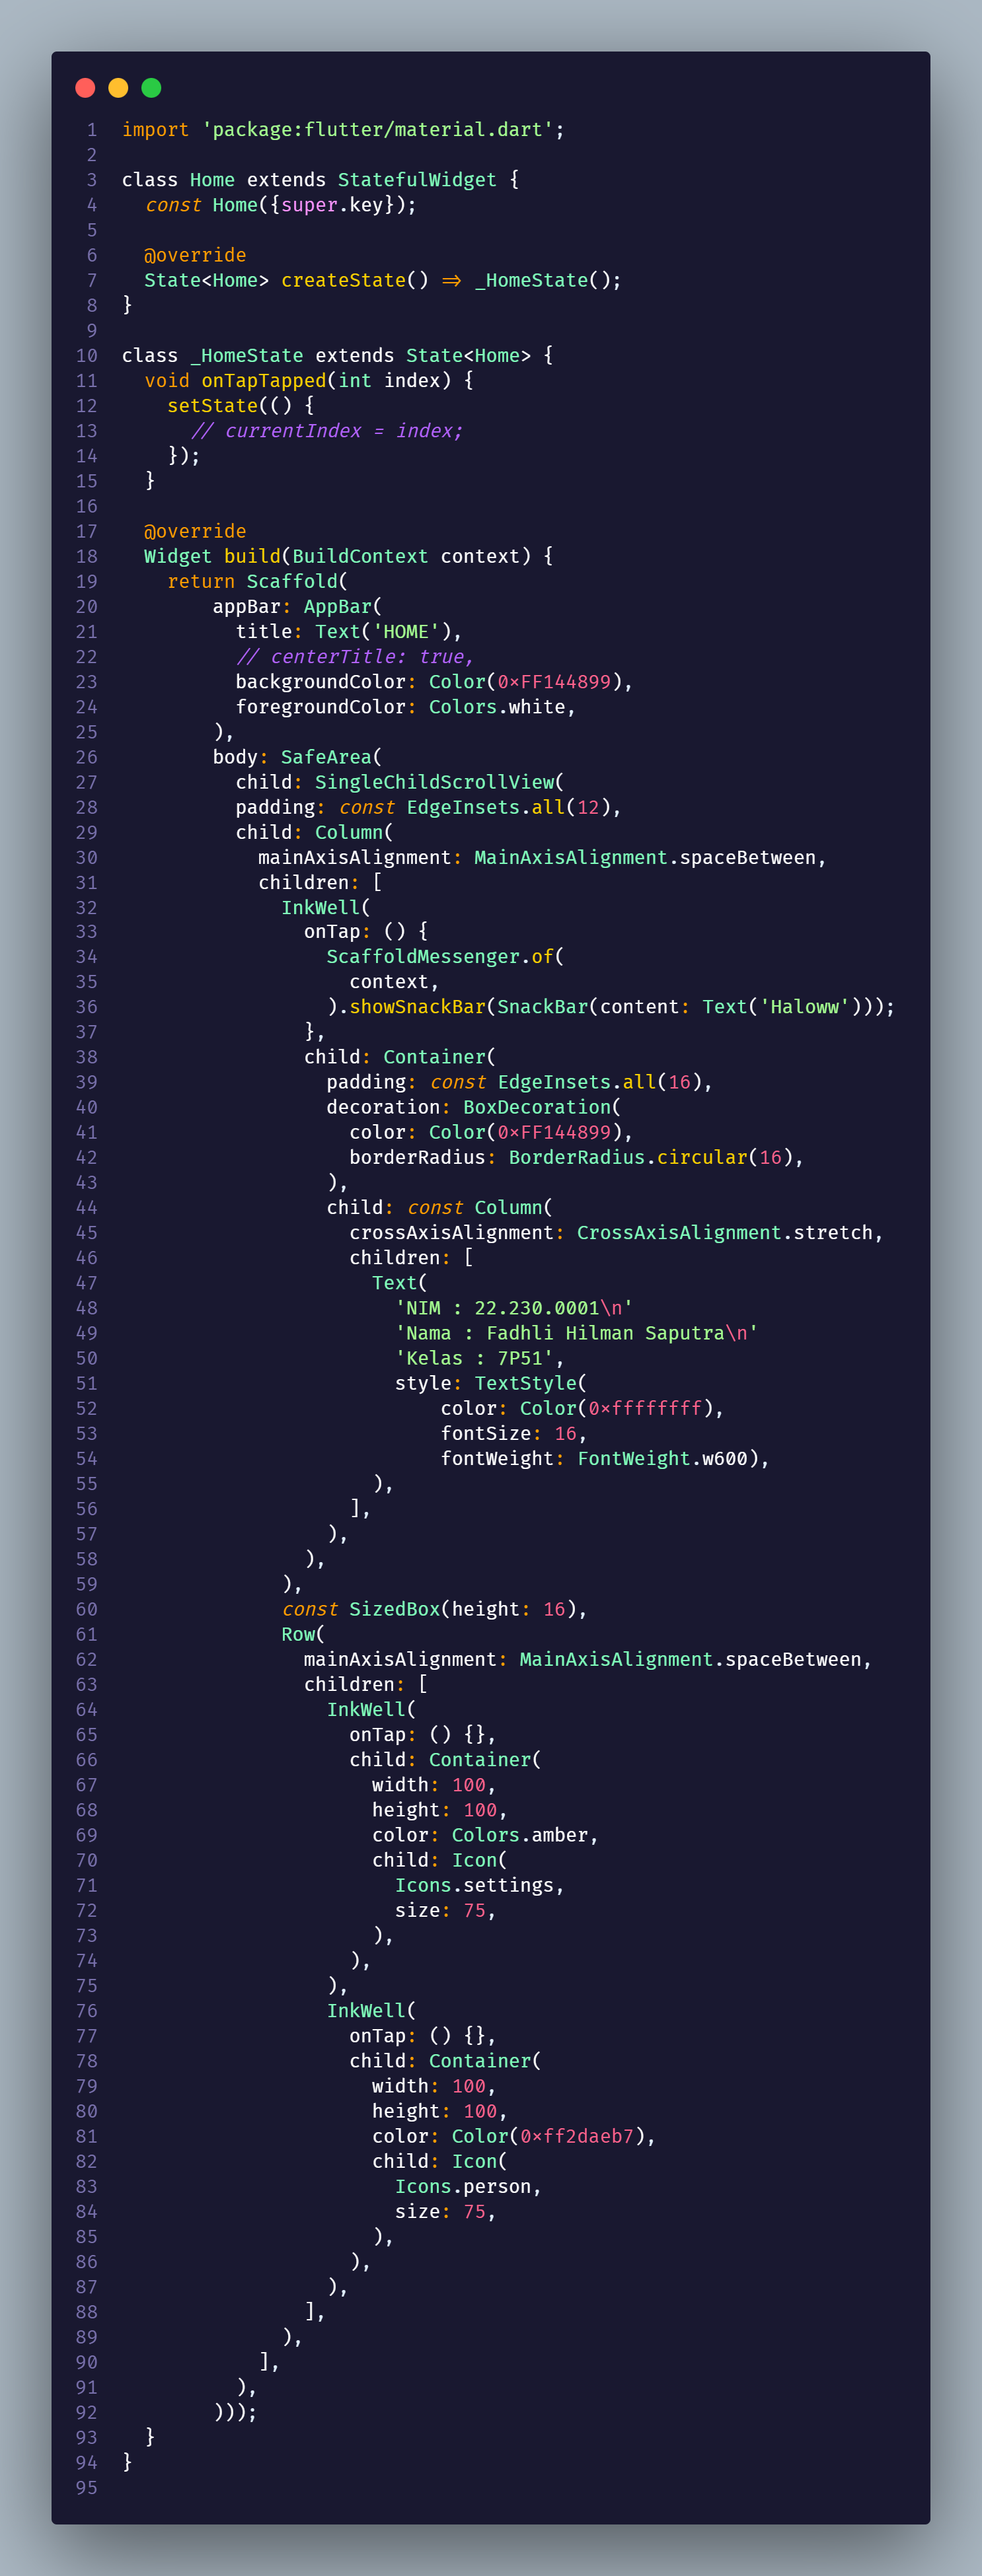 1 import 'package:flutter/material.dart';
2
3 class Home extends StatefulWidget {
4   const Home({super.key});
5
6   @override
7   State<Home> createState() => _HomeState();
8 }
9
10 class _HomeState extends State<Home> {
11   void onTapTapped(int index) {
12     setState(() {
13       // currentIndex = index;
14     });
15   }
16
17   @override
18   Widget build(BuildContext context) {
19     return Scaffold(
20         appBar: AppBar(
21           title: Text('HOME'),
22           // centerTitle: true,
23           backgroundColor: Color(0xFF144899),
24           foregroundColor: Colors.white,
25         ),
26         body: SafeArea(
27           child: SingleChildScrollView(
28           padding: const EdgeInsets.all(12),
29           child: Column(
30             mainAxisAlignment: MainAxisAlignment.spaceBetween,
31             children: [
32               InkWell(
33                 onTap: () {
34                   ScaffoldMessenger.of(
35                     context,
36                   ).showSnackBar(SnackBar(content: Text('Haloww')));
37                 },
38                 child: Container(
39                   padding: const EdgeInsets.all(16),
40                   decoration: BoxDecoration(
41                     color: Color(0xFF144899),
42                     borderRadius: BorderRadius.circular(16),
43                   ),
44                   child: const Column(
45                     crossAxisAlignment: CrossAxisAlignment.stretch,
46                     children: [
47                       Text(
48                         'NIM : 22.230.0001\n'
49                         'Nama : Fadhli Hilman Saputra\n'
50                         'Kelas : 7P51',
51                         style: TextStyle(
52                             color: Color(0xffffffff),
53                             fontSize: 16,
54                             fontWeight: FontWeight.w600),
55                       ),
56                     ],
57                   ),
58                 ),
59               ),
60               const SizedBox(height: 16),
61               Row(
62                 mainAxisAlignment: MainAxisAlignment.spaceBetween,
63                 children: [
64                   InkWell(
65                     onTap: () {},
66                     child: Container(
67                       width: 100,
68                       height: 100,
69                       color: Colors.amber,
70                       child: Icon(
71                         Icons.settings,
72                         size: 75,
73                       ),
74                     ),
75                   ),
76                   InkWell(
77                     onTap: () {},
78                     child: Container(
79                       width: 100,
80                       height: 100,
81                       color: Color(0xff2daeb7),
82                       child: Icon(
83                         Icons.person,
84                         size: 75,
85                       ),
86                     ),
87                   ),
88                 ],
89               ),
90             ],
91           ),
92         )));
93   }
94 }
95